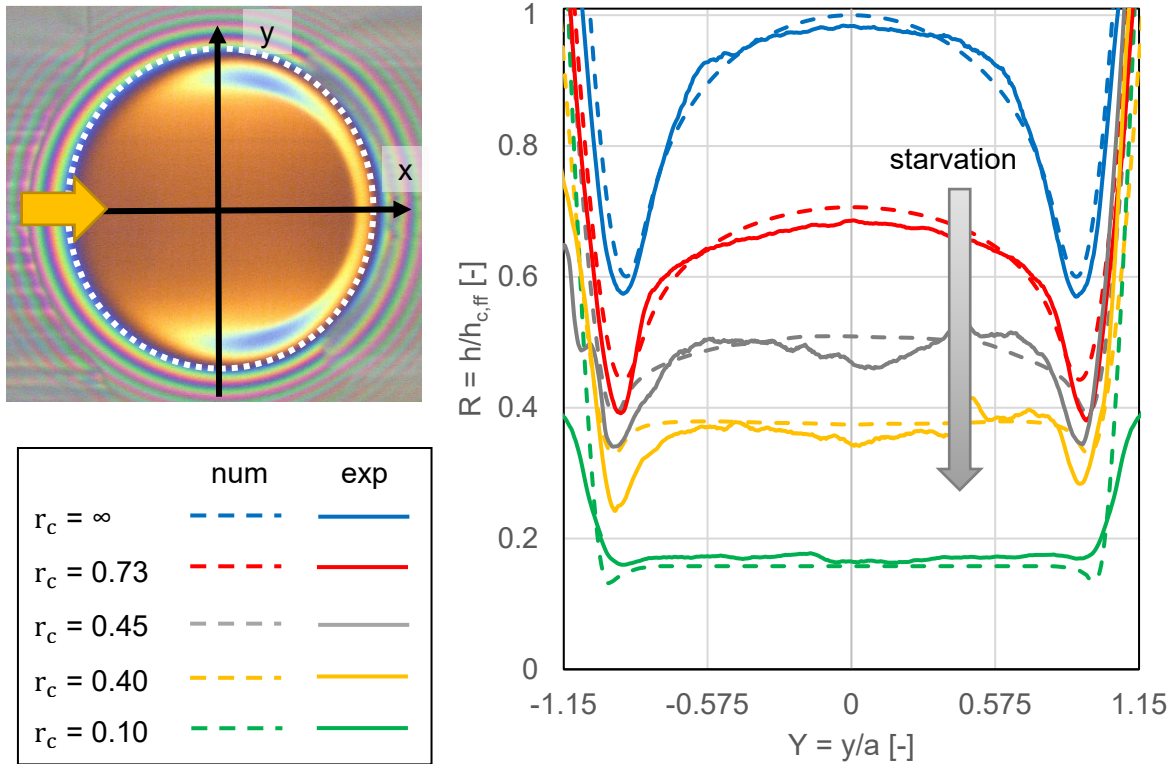 y
x
num exp
r_c = ∞
r_c = 0.73
r_c = 0.45
r_c = 0.40
r_c = 0.10
starvation
R = h/h_c,ff [-]
1
0.8
0.6
0.4
0.2
0
-1.15 -0.575 0 0.575 1.15
Y = y/a [-]